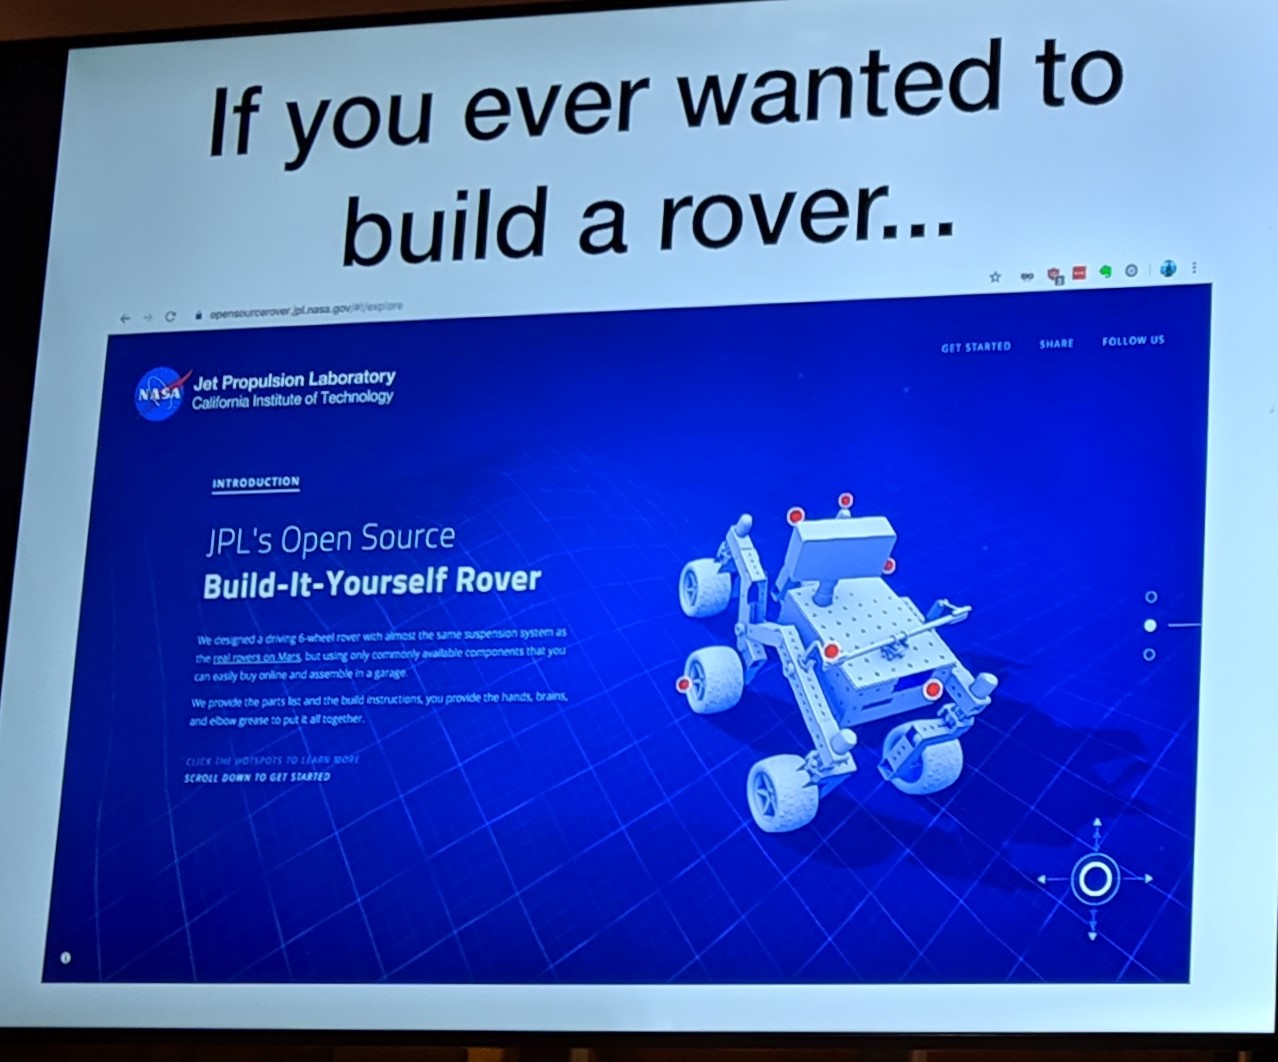 If you ever wanted to
build a rover...
opensourcerover.jpl.nasa.gov/#!/explore
GET STARTED SHARE FOLLOW US
NASA
Jet Propulsion Laboratory
California Institute of Technology
INTRODUCTION
JPL's Open Source
Build-It-Yourself Rover
We designed a driving 6-wheel rover with almost the same suspension system as
the real rovers on Mars, but using only commonly available components that you
can easily buy online and assemble in a garage.
We provide the parts list and the build instructions, you provide the hands, brains,
and elbow grease to put it all together.
CLICK THE HOTSPOTS TO LEARN MORE
SCROLL DOWN TO GET STARTED